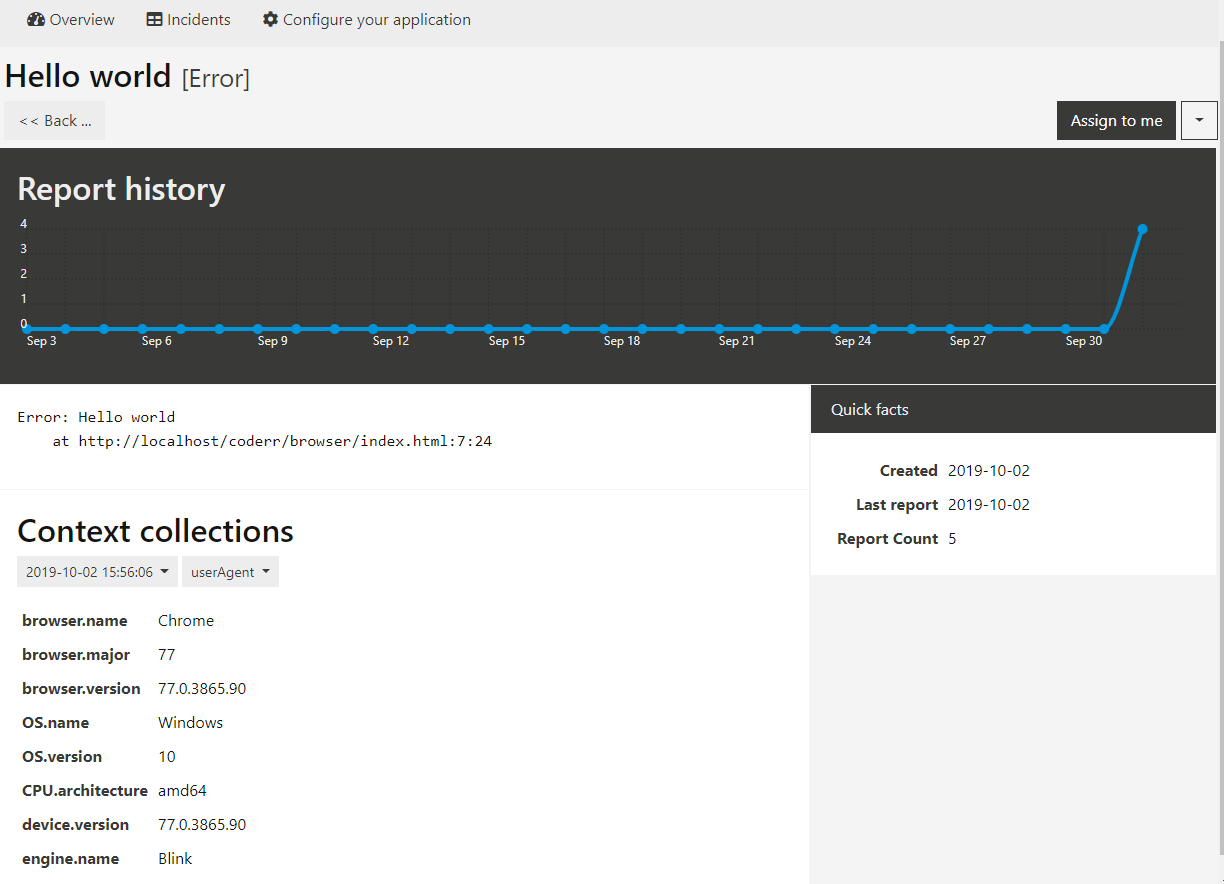 Overview Incidents Configure your application
Hello world [Error]
<< Back ... Assign to me
Report history
4
3
2
1
0
Sep 3 Sep 6 Sep 9 Sep 12 Sep 15 Sep 18 Sep 21 Sep 24 Sep 27 Sep 30
Error: Hello world
at http://localhost/coderr/browser/index.html:7:24
Quick facts
Created 2019-10-02
Last report 2019-10-02
Report Count 5
Context collections
2019-10-02 15:56:06 userAgent
browser.name Chrome
browser.major 77
browser.version 77.0.3865.90
OS.name Windows
OS.version 10
CPU.architecture amd64
device.version 77.0.3865.90
engine.name Blink